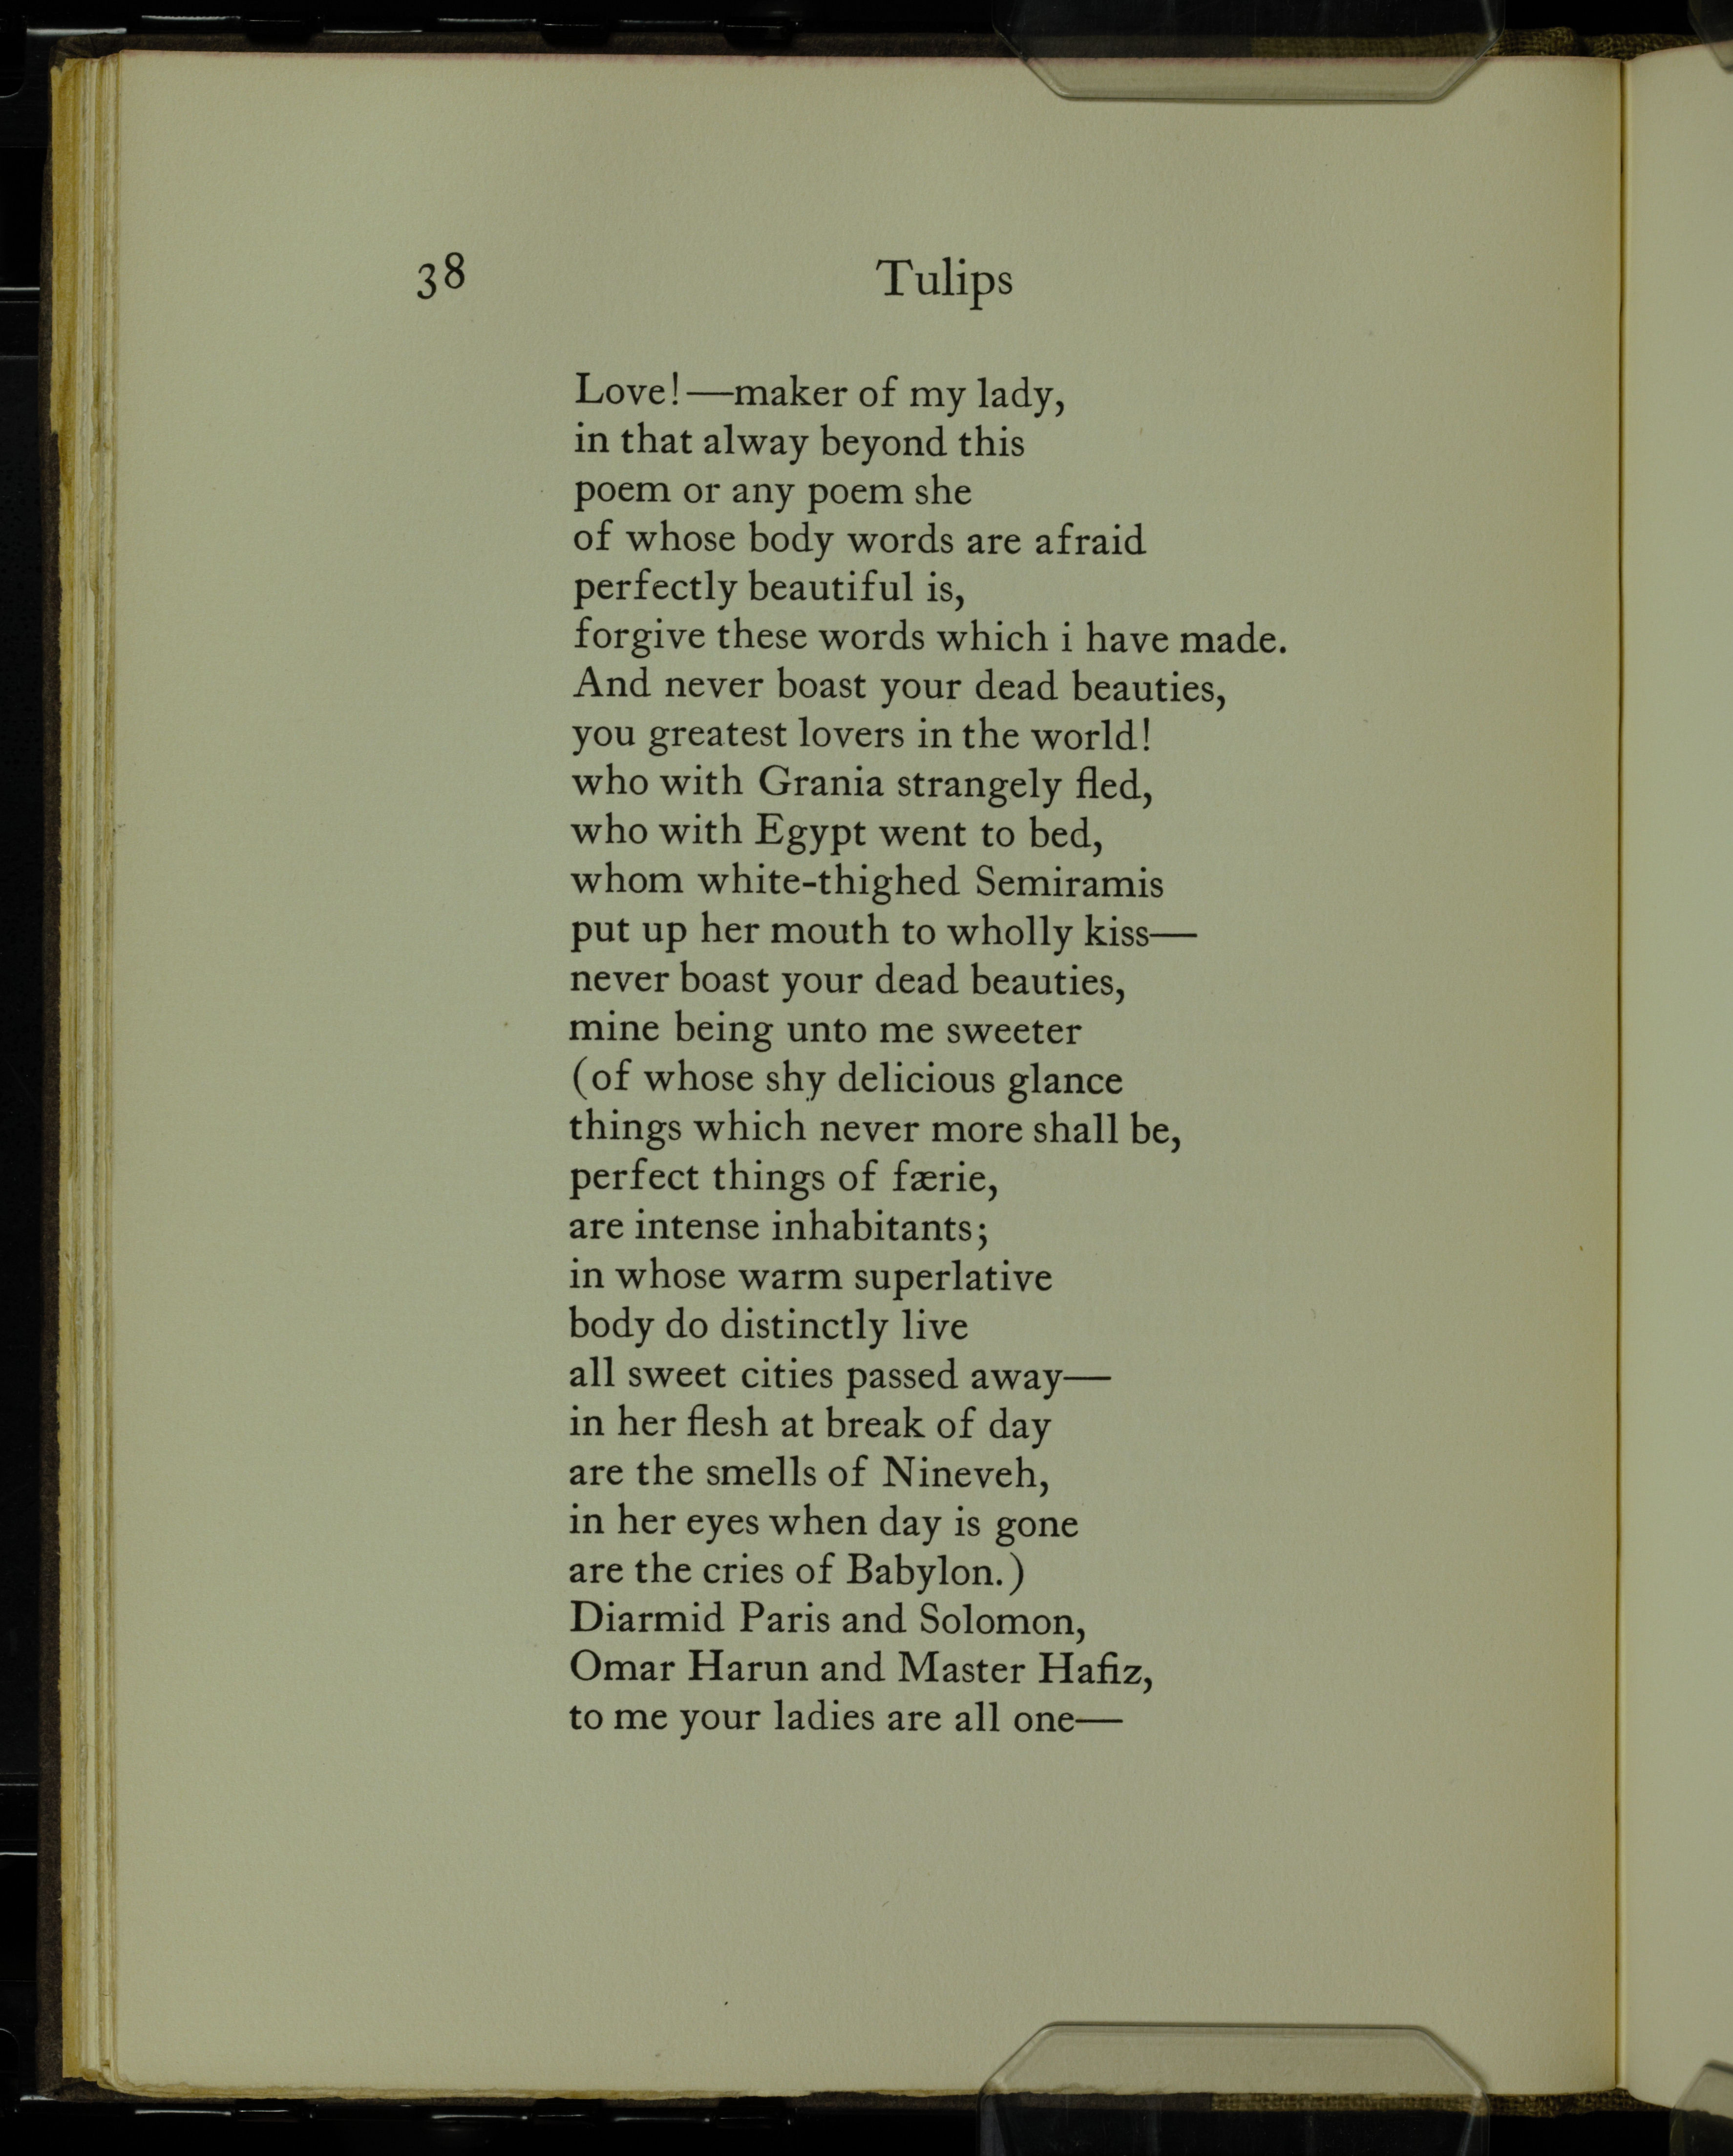 38 Tulips
Love!—maker of my lady,
in that alway beyond this
poem or any poem she
of whose body words are afraid
perfectly beautiful is,
forgive these words which i have made.
And never boast your dead beauties,
you greatest lovers in the world!
who with Grania strangely fled,
who with Egypt went to bed,
whom white-thighed Semiramis
put up her mouth to wholly kiss—
never boast your dead beauties,
mine being unto me sweeter
(of whose shy delicious glance
things which never more shall be,
perfect things of færie,
are intense inhabitants;
in whose warm superlative
body do distinctly live
all sweet cities passed away—
in her flesh at break of day
are the smells of Nineveh,
in her eyes when day is gone
are the cries of Babylon.)
Diarmid Paris and Solomon,
Omar Harun and Master Hafiz,
to me your ladies are all one—